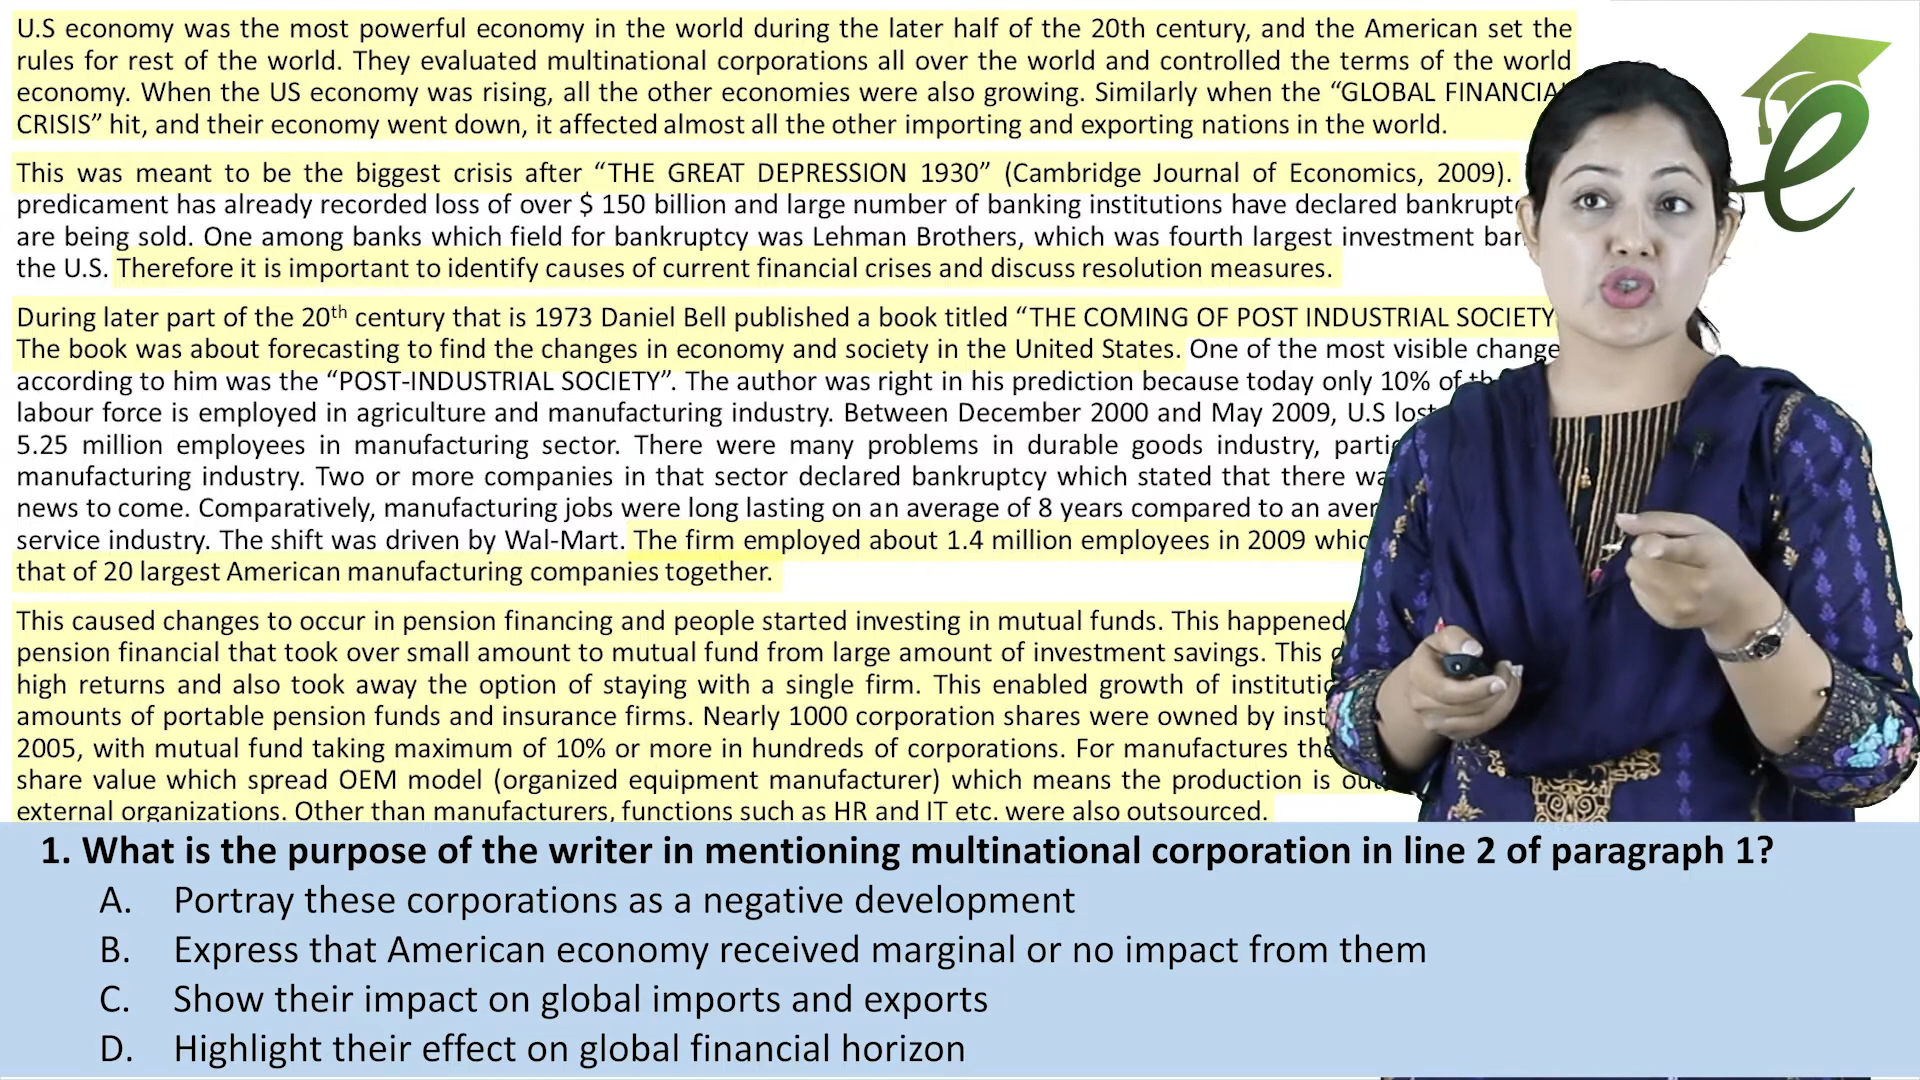 U.S economy was the most powerful economy in the world during the later half of the 20th century, and the American set the
rules for rest of the world. They evaluated multinational corporations all over the world and controlled the terms of the world
economy. When the US economy was rising, all the other economies were also growing. Similarly when the “GLOBAL FINANCIAL
CRISIS” hit, and their economy went down, it affected almost all the other importing and exporting nations in the world.
This was meant to be the biggest crisis after “THE GREAT DEPRESSION 1930” (Cambridge Journal of Economics, 2009).
predicament has already recorded loss of over $ 150 billion and large number of banking institutions have declared
are being sold. One among banks which field for bankruptcy was Lehman Brothers, which was fourth largest investment
the U.S. Therefore it is important to identify causes of current financial crises and discuss resolution measures.
During later part of the 20th century that is 1973 Daniel Bell published a book titled “THE COMING OF POST INDUSTRIAL SOCIETY
The book was about forecasting to find the changes in economy and society in the United States. One of the most visible change
according to him was the “POST-INDUSTRIAL SOCIETY”. The author was right in his prediction because today only 10% of
labour force is employed in agriculture and manufacturing industry. Between December 2000 and May 2009, U.S lost
5.25 million employees in manufacturing sector. There were many problems in durable goods industry,
manufacturing industry. Two or more companies in that sector declared bankruptcy which stated that there
news to come. Comparatively, manufacturing jobs were long lasting on an average of 8 years compared to an
service industry. The shift was driven by Wal-Mart. The firm employed about 1.4 million employees in 2009
that of 20 largest American manufacturing companies together.
This caused changes to occur in pension financing and people started investing in mutual funds. This happened
pension financial that took over small amount to mutual fund from large amount of investment savings. This
high returns and also took away the option of staying with a single firm. This enabled growth of
amounts of portable pension funds and insurance firms. Nearly 1000 corporation shares were owned by
2005, with mutual fund taking maximum of 10% or more in hundreds of corporations. For manufactures
share value which spread OEM model (organized equipment manufacturer) which means the production is
external organizations. Other than manufacturers, functions such as HR and IT etc. were also outsourced.
1. What is the purpose of the writer in mentioning multinational corporation in line 2 of paragraph 1?
A. Portray these corporations as a negative development
B. Express that American economy received marginal or no impact from them
C. Show their impact on global imports and exports
D. Highlight their effect on global financial horizon